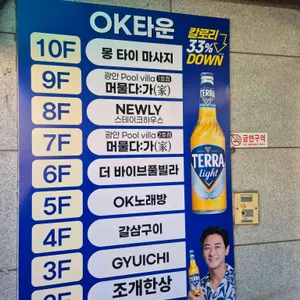 OK타운
칼로리
33%
DOWN
10F 몽 타이 마사지
9F 광안 Pool villa 1호점
머물다:가(家)
8F NEWLY
스테이크하우스
7F 광안 Pool villa 2호점
머물다:가(家)
6F 더 바이브풀빌라
5F OK노래방
4F 갈삼구이
3F GYUICHI
조개한상
TERRA
light
금연구역